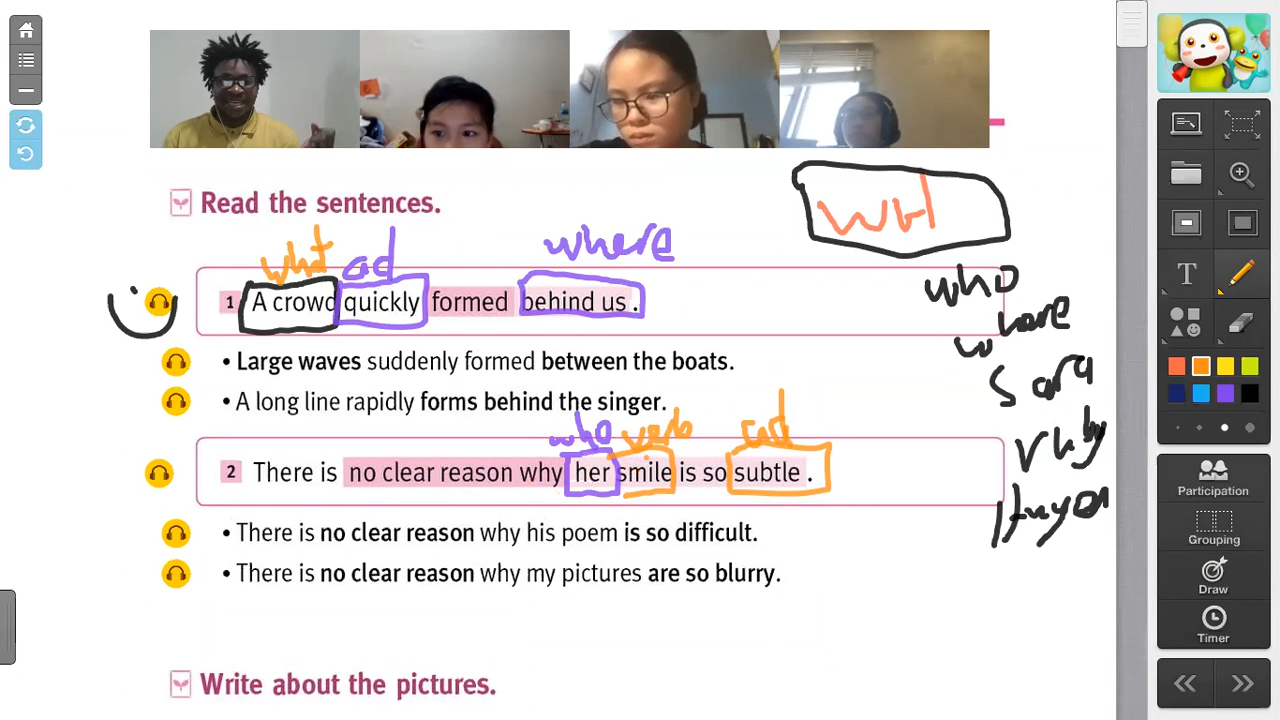 WH
Read the sentences.
what ad where
1 A crowd quickly formed behind us .
who
where
• Large waves suddenly formed between the boats.
sara
• A long line rapidly forms behind the singer.
who verb ad
2 There is no clear reason why her smile is so subtle .
• There is no clear reason why his poem is so difficult.
• There is no clear reason why my pictures are so blurry.
Write about the pictures.
T
Participation
Grouping
Draw
Timer